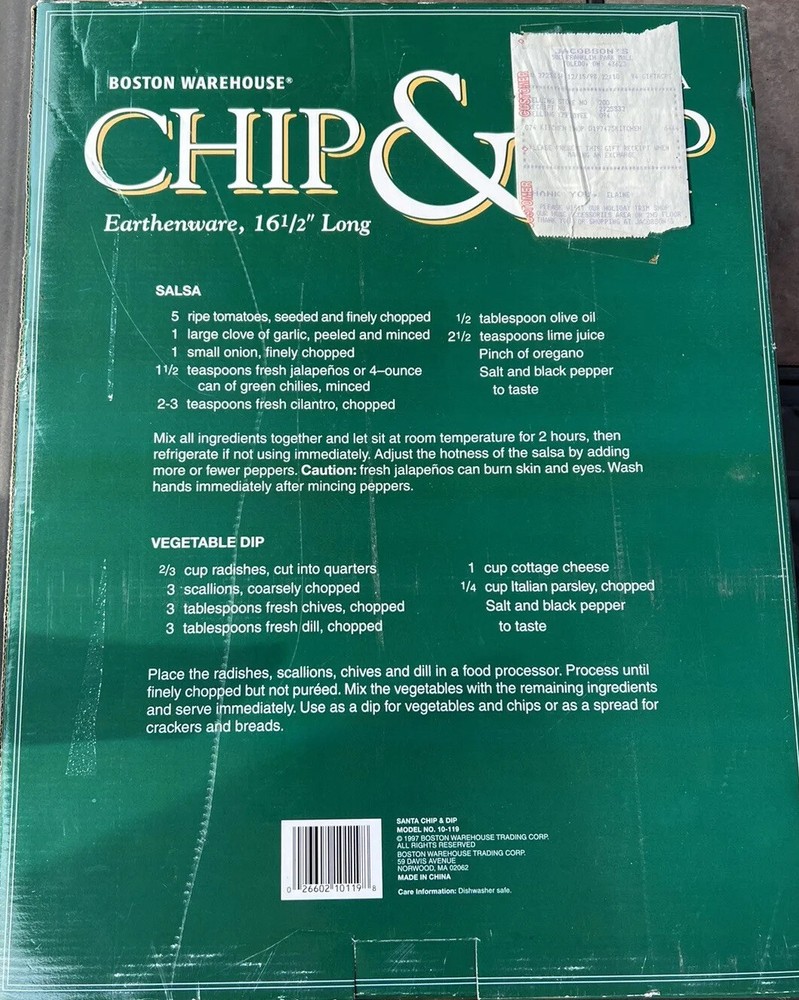 BOSTON WAREHOUSE®
CHIP &
Earthenware, 16 1/2" Long
JACOBSON'S
CUSTOMER
THANK YOU
SALSA
5 ripe tomatoes, seeded and finely chopped
1 large clove of garlic, peeled and minced
1 small onion, finely chopped
1 1/2 teaspoons fresh jalapeños or 4–ounce
can of green chilies, minced
2-3 teaspoons fresh cilantro, chopped
1/2 tablespoon olive oil
2 1/2 teaspoons lime juice
Pinch of oregano
Salt and black pepper
to taste
Mix all ingredients together and let sit at room temperature for 2 hours, then
refrigerate if not using immediately. Adjust the hotness of the salsa by adding
more or fewer peppers. Caution: fresh jalapeños can burn skin and eyes. Wash
hands immediately after mincing peppers.
VEGETABLE DIP
2/3 cup radishes, cut into quarters
3 scallions, coarsely chopped
3 tablespoons fresh chives, chopped
3 tablespoons fresh dill, chopped
1 cup cottage cheese
1/4 cup Italian parsley, chopped
Salt and black pepper
to taste
Place the radishes, scallions, chives and dill in a food processor. Process until
finely chopped but not puréed. Mix the vegetables with the remaining ingredients
and serve immediately. Use as a dip for vegetables and chips or as a spread for
crackers and breads.
0 26602 10119 8
SANTA CHIP & DIP
MODEL NO. 10-119
© 1997 BOSTON WAREHOUSE TRADING CORP.
ALL RIGHTS RESERVED
BOSTON WAREHOUSE TRADING CORP.
59 DAVIS AVENUE
NORWOOD, MA 02062
MADE IN CHINA
Care Information: Dishwasher safe.